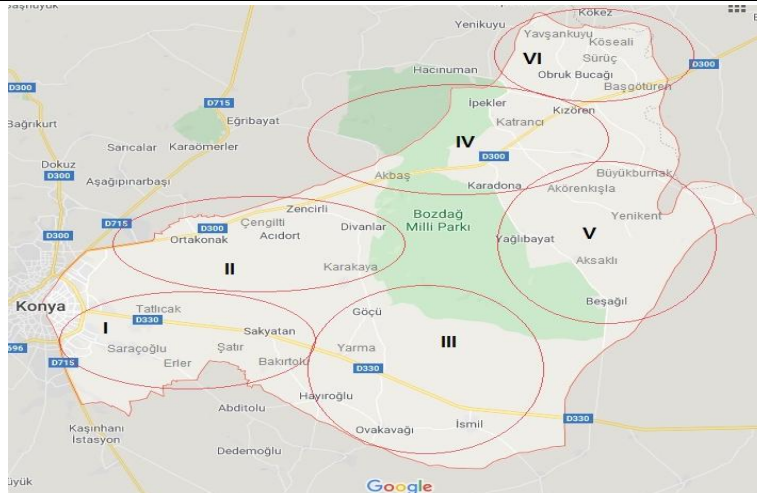 Kökez
Yenikuyu
Yavşankuyu
Köseali
VI
Sürüç
Hacınuman
Obruk Bucağı
D300
Başgötüren
D300
D715
İpekler
Kızören
Bağrıkurt
Eğribayat
Katrancı
IV
Sarıcalar
Karaömerler
D300
Dokuz
D300
Akbaş
Büyükburnak
Aşağıpınarbaşı
Karadona
Akörenkışla
Zencirli
Bozdağ
Milli Parkı
Yenikent
D715
Çengilti
D300
Divanlar
V
Ortakonak
Acıdort
Yağlıbayat
Aksaklı
II
Karakaya
Beşağıl
Konya
Tatlıcak
Göçü
I
D330
Sakyatan
III
696
Saraçoğlu
Şatır
Yarma
D715
Erler
Bakırtolu
D330
Hayıroğlu
Abditolu
D330
Kaşınhanı
İstasyon
Ovakavağı
İsmil
Dedemoğlu
üyük
Google